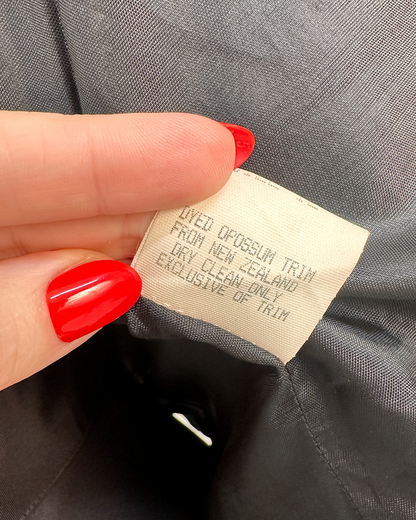 DYED OPOSSUM TRIM
FROM NEW ZEALAND
DRY CLEAN ONLY
EXCLUSIVE OF TRIM